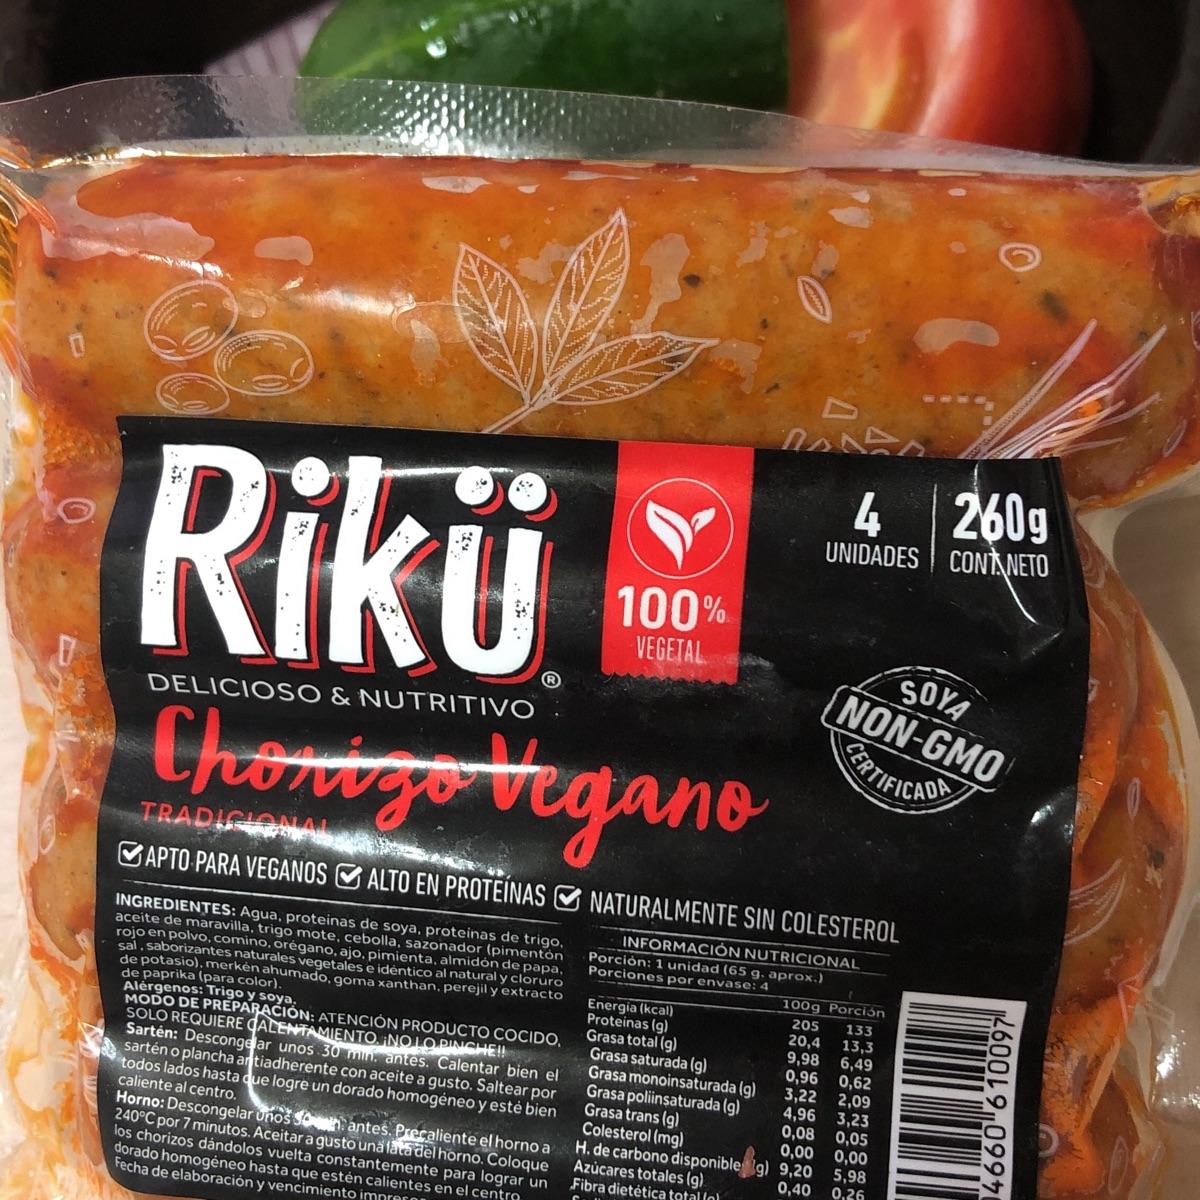 Rikü®
DELICIOSO & NUTRITIVO
Chorizo Vegano
TRADICIONAL
100%
VEGETAL
4
UNIDADES
260g
CONT. NETO
SOYA
NON-GMO
CERTIFICADA
APTO PARA VEGANOS ALTO EN PROTEÍNAS NATURALMENTE SIN COLESTEROL
INGREDIENTES: Agua, proteínas de soya, proteínas de trigo,
aceite de maravilla, trigo mote, cebolla, sazonador (pimentón
rojo en polvo, comino, orégano, ajo, pimienta, almidón de papa,
sal, saborizantes naturales vegetales e idéntico al natural y cloruro
de potasio), merkén ahumado, goma xanthan, perejil y extracto
de paprika (para color).
Alérgenos: Trigo y soya.
MODO DE PREPARACIÓN: ATENCIÓN PRODUCTO COCIDO,
SOLO REQUIERE CALENTAMIENTO. ¡NO LO PINCHE!!
Sartén: Descongelar unos 30 min. antes. Calentar bien el
sartén o plancha antiadherente con aceite a gusto. Saltear por
todos lados hasta que logre un dorado homogéneo y esté bien
caliente al centro.
Horno: Descongelar unos 30 min. antes. Precaliente el horno a
240°C por 7 minutos. Aceitar a gusto una lata del horno. Coloque
los chorizos dándolos vuelta constantemente para lograr un
dorado homogéneo hasta que estén calientes en el centro.
Fecha de elaboración y vencimiento
INFORMACIÓN NUTRICIONAL
Porción: 1 unidad (65 g. aprox.)
Porciones por envase: 4
100g Porción
Energía (kcal) 205 133
Proteínas (g) 20,4 13,3
Grasa total (g) 9,98 6,49
Grasa saturada (g) 0,96 0,62
Grasa monoinsaturada (g) 3,22 2,09
Grasa poliinsaturada (g) 4,96 3,23
Grasa trans (g) 0,08 0,05
Colesterol (mg) 0,00 0,00
H. de carbono disponible (g) 9,20 5,98
Azúcares totales (g) 0,40 0,26
Fibra dietética total (g)
4660 610097